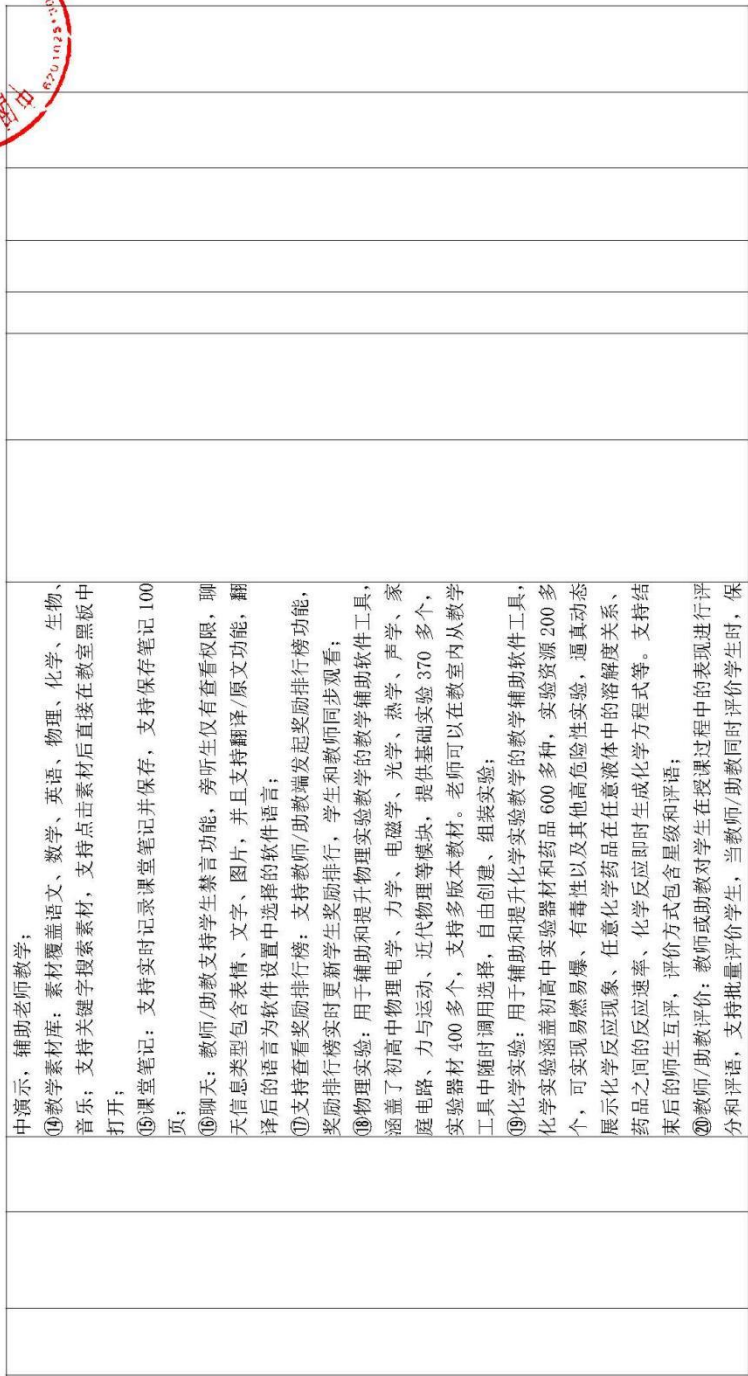 中演示，辅助老师教学；
⑭教学素材库：素材覆盖语文、数学、英语、物理、化学、生物、
音乐；支持关键字搜索素材，支持点击素材后直接在教室黑板中
打开；
⑮课堂笔记：支持实时记录课堂笔记并保存，支持保存笔记 100
页；
⑯聊天：教师/助教支持学生禁言功能，旁听生仅有查看权限，聊
天信息类型包含表情、文字、图片，并且支持翻译/原文功能，翻
译后的语言为软件设置中选择的软件语言；
⑰支持查看奖励排行榜：支持教师/助教端发起奖励排行榜功能，
奖励排行榜实时更新学生奖励排行，学生和教师同步观看；
⑱物理实验：用于辅助和提升物理实验教学的教学辅助软件工具，
涵盖了初高中物理电学、力学、电磁学、光学、热学、声学、家
庭电路、力与运动、近代物理等模块，提供基础实验 370 多个，
实验器材 400 多个，支持多版本教材。老师可以在教室内从教学
工具中随时调用选择，自由创建、组装实验；
⑲化学实验：用于辅助和提升化学实验教学的教学辅助软件工具，
化学实验涵盖初高中实验器材和药品 600 多种，实验资源 200 多
个，可实现易燃易爆、有毒性以及其他高危险性实验，逼真动态
展示化学反应现象、任意化学药品在任意液体中的溶解度关系、
药品之间的反应速率、化学反应即时生成化学方程式等。支持结
束后的师生互评，评价方式包含星级和评语；
⑳教师/助教评价：教师或助教对学生在授课过程中的表现进行评
分和评语，支持批量评价学生，当教师/助教同时评价学生时，保